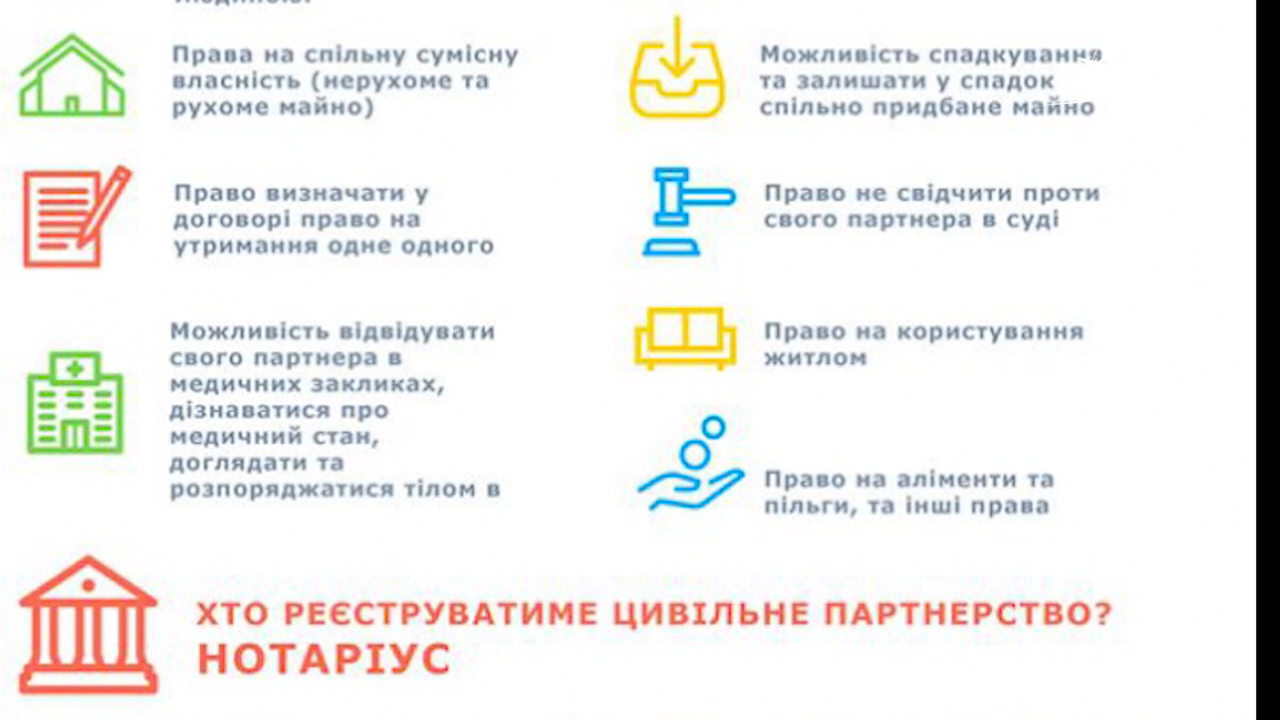 Права на спільну сумісну
власність (нерухоме та
рухоме майно)
Право визначати у
договорі право на
утримання одне одного
Можливість відвідувати
свого партнера в
медичних закликах,
дізнаватися про
медичний стан,
доглядати та
розпоряджатися тілом в
Можливість спадкування
та залишати у спадок
спільно придбане майно
Право не свідчити проти
свого партнера в суді
Право на користування
житлом
Право на аліменти та
пільги, та інші права
ХТО РЕЄСТРУВАТИМЕ ЦИВІЛЬНЕ ПАРТНЕРСТВО?
НОТАРІУС